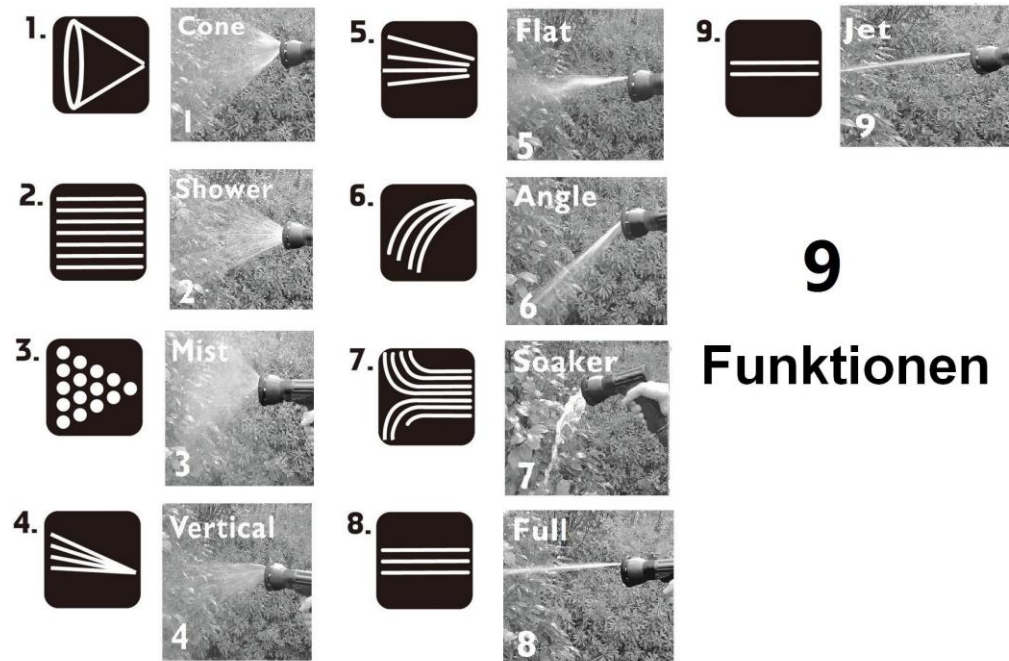 1.
Cone
1
2.
Shower
2
3.
Mist
3
4.
Vertical
4
5.
Flat
5
6.
Angle
6
7.
Soaker
7
8.
Full
8
9.
Jet
9
9
Funktionen